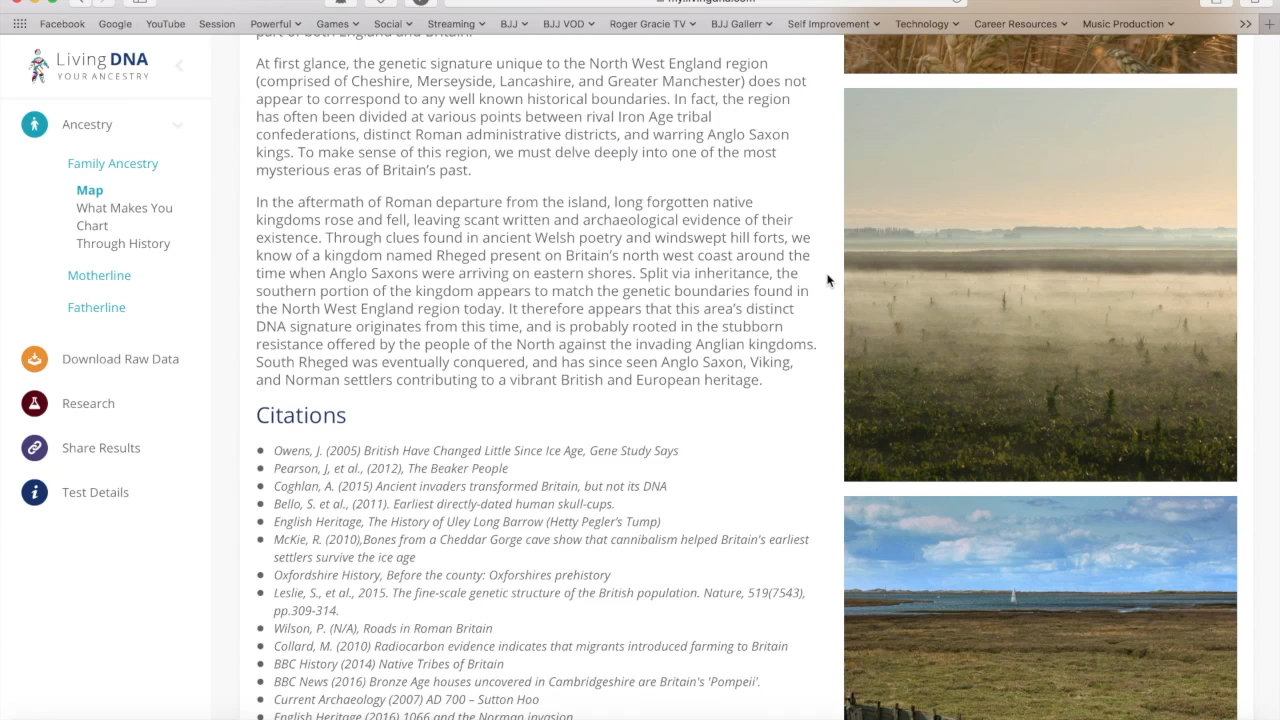 my.livingdna.com
Facebook Google YouTube Session Powerful Games Social Streaming BJJ BJJ VOD Roger Gracie TV BJJ Gallerr Self Improvement Technology Career Resources Music Production
Living DNA
YOUR ANCESTRY
Ancestry
Family Ancestry
Map
What Makes You
Chart
Through History
Motherline
Fatherline
Download Raw Data
Research
Share Results
Test Details
part of both England and Britain.
At first glance, the genetic signature unique to the North West England region
(comprised of Cheshire, Merseyside, Lancashire, and Greater Manchester) does not
appear to correspond to any well known historical boundaries. In fact, the region
has often been divided at various points between rival Iron Age tribal
confederations, distinct Roman administrative districts, and warring Anglo Saxon
kings. To make sense of this region, we must delve deeply into one of the most
mysterious eras of Britain's past.
In the aftermath of Roman departure from the island, long forgotten native
kingdoms rose and fell, leaving scant written and archaeological evidence of their
existence. Through clues found in ancient Welsh poetry and windswept hill forts, we
know of a kingdom named Rheged present on Britain's north west coast around the
time when Anglo Saxons were arriving on eastern shores. Split via inheritance, the
southern portion of the kingdom appears to match the genetic boundaries found in
the North West England region today. It therefore appears that this area's distinct
DNA signature originates from this time, and is probably rooted in the stubborn
resistance offered by the people of the North against the invading Anglian kingdoms.
South Rheged was eventually conquered, and has since seen Anglo Saxon, Viking,
and Norman settlers contributing to a vibrant British and European heritage.
Citations
Owens, J. (2005) British Have Changed Little Since Ice Age, Gene Study Says
Pearson, J, et al., (2012), The Beaker People
Coghlan, A. (2015) Ancient invaders transformed Britain, but not its DNA
Bello, S. et al., (2011). Earliest directly-dated human skull-cups.
English Heritage, The History of Uley Long Barrow (Hetty Pegler's Tump)
McKie, R. (2010),Bones from a Cheddar Gorge cave show that cannibalism helped Britain's earliest
settlers survive the ice age
Oxfordshire History, Before the county: Oxforshires prehistory
Leslie, S., et al., 2015. The fine-scale genetic structure of the British population. Nature, 519(7543),
pp.309-314.
Wilson, P. (N/A), Roads in Roman Britain
Collard, M. (2010) Radiocarbon evidence indicates that migrants introduced farming to Britain
BBC History (2014) Native Tribes of Britain
BBC News (2016) Bronze Age houses uncovered in Cambridgeshire are Britain's 'Pompeii'.
Current Archaeology (2007) AD 700 – Sutton Hoo
English Heritage (2016) 1066 and the Norman invasion